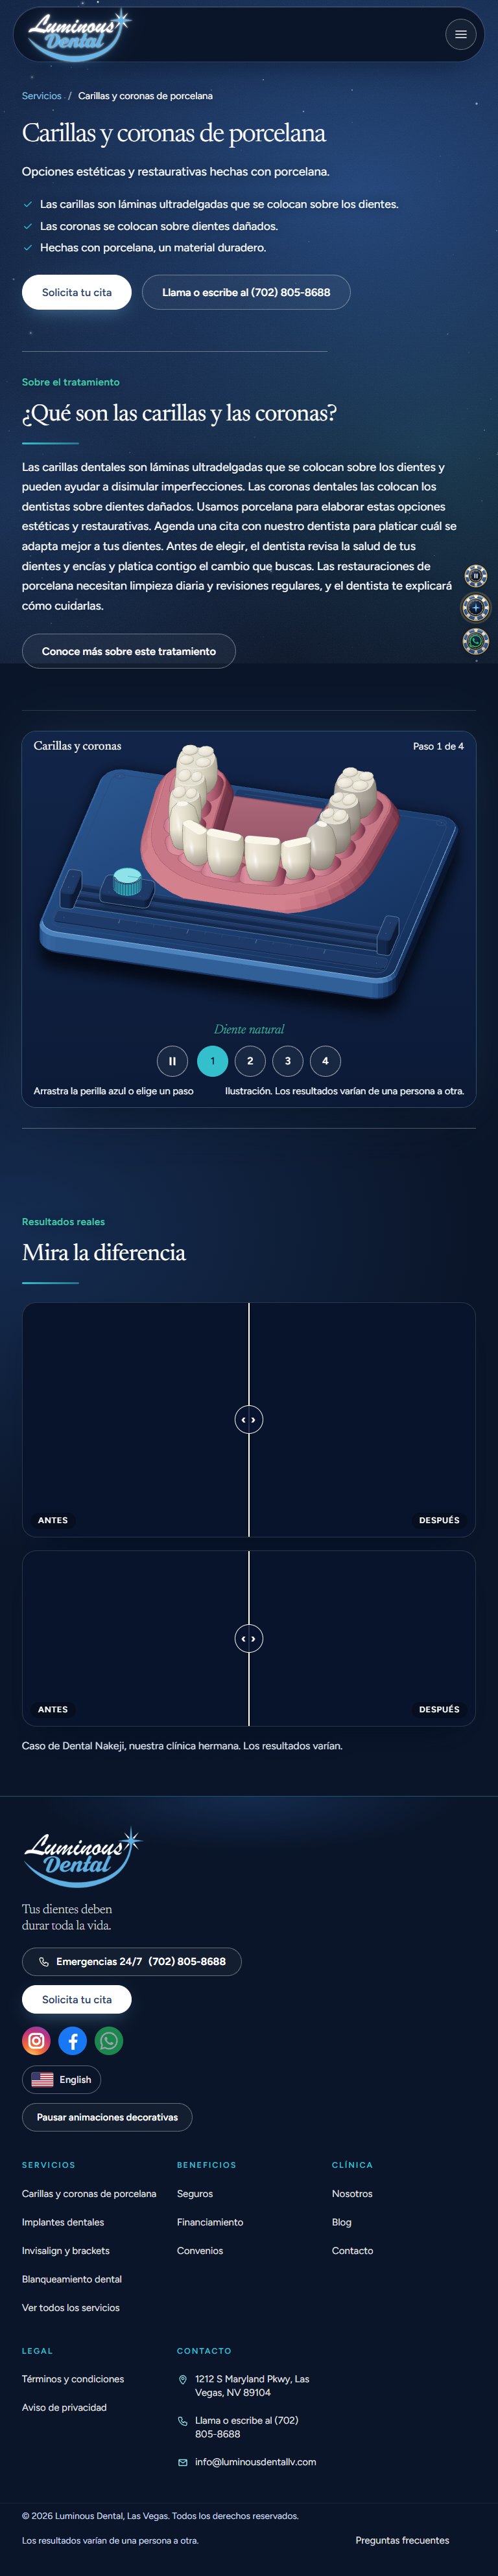 Luminous
Dental
Servicios / Carillas y coronas de porcelana
Carillas y coronas de porcelana
Opciones estéticas y restaurativas hechas con porcelana.
Las carillas son láminas ultradelgadas que se colocan sobre los dientes.
Las coronas se colocan sobre dientes dañados.
Hechas con porcelana, un material duradero.
Solicita tu cita
Llama o escribe al (702) 805-8688
Sobre el tratamiento
¿Qué son las carillas y las coronas?
Las carillas dentales son láminas ultradelgadas que se colocan sobre los dientes y
pueden ayudar a disimular imperfecciones. Las coronas dentales las colocan los
dentistas sobre dientes dañados. Usamos porcelana para elaborar estas opciones
estéticas y restaurativas. Agenda una cita con nuestro dentista para platicar cuál se
adapta mejor a tus dientes. Antes de elegir, el dentista revisa la salud de tus
dientes y encías y platica contigo el cambio que buscas. Las restauraciones de
porcelana necesitan limpieza diaria y revisiones regulares, y el dentista te explicará
cómo cuidarlas.
Conoce más sobre este tratamiento
Carillas y coronas
Paso 1 de 4
Diente natural
1
2
3
4
Arrastra la perilla azul o elige un paso
Ilustración. Los resultados varían de una persona a otra.
Resultados reales
Mira la diferencia
ANTES
DESPUÉS
ANTES
DESPUÉS
Caso de Dental Nakeji, nuestra clínica hermana. Los resultados varían.
Luminous
Dental
Tus dientes deben
durar toda la vida.
Emergencias 24/7 (702) 805-8688
Solicita tu cita
English
Pausar animaciones decorativas
SERVICIOS
Carillas y coronas de porcelana
Implantes dentales
Invisalign y brackets
Blanqueamiento dental
Ver todos los servicios
BENEFICIOS
Seguros
Financiamiento
Convenios
CLÍNICA
Nosotros
Blog
Contacto
LEGAL
Términos y condiciones
Aviso de privacidad
CONTACTO
1212 S Maryland Pkwy, Las
Vegas, NV 89104
Llama o escribe al (702)
805-8688
info@luminousdentallv.com
© 2026 Luminous Dental, Las Vegas. Todos los derechos reservados.
Los resultados varían de una persona a otra.
Preguntas frecuentes